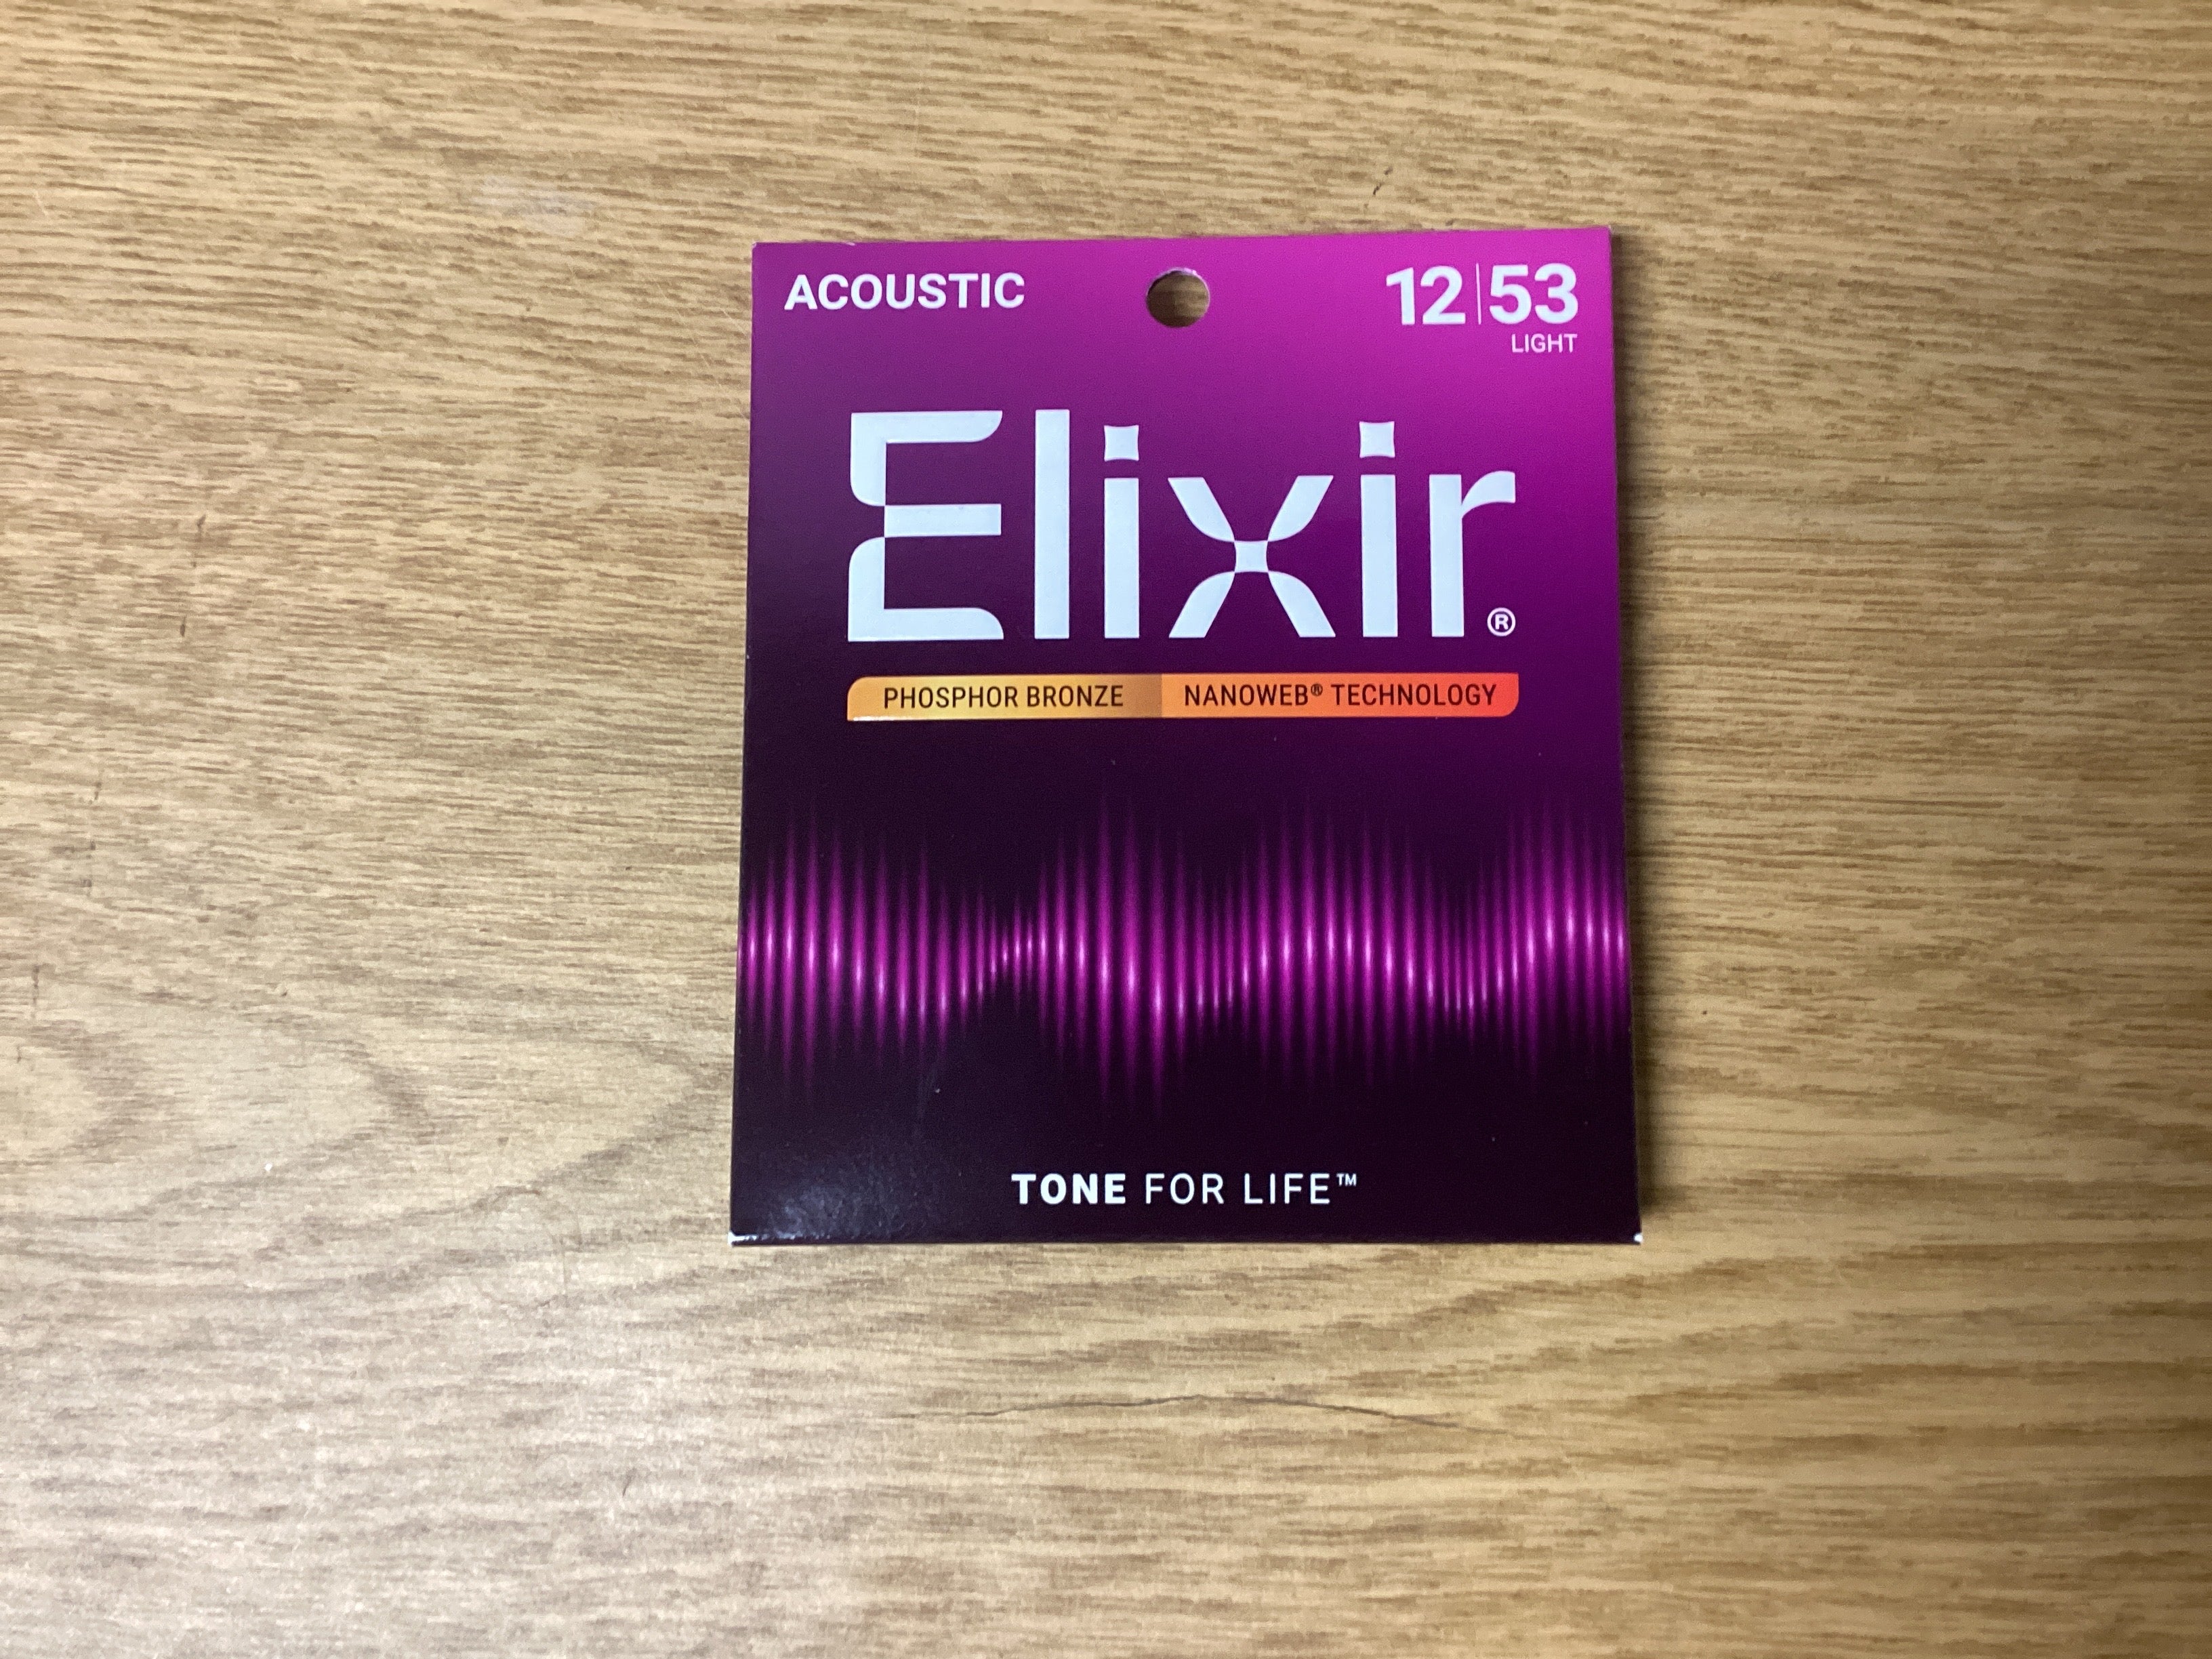 ACOUSTIC
12|53
LIGHT
Elixir®
PHOSPHOR BRONZE NANOWEB® TECHNOLOGY
TONE FOR LIFE™